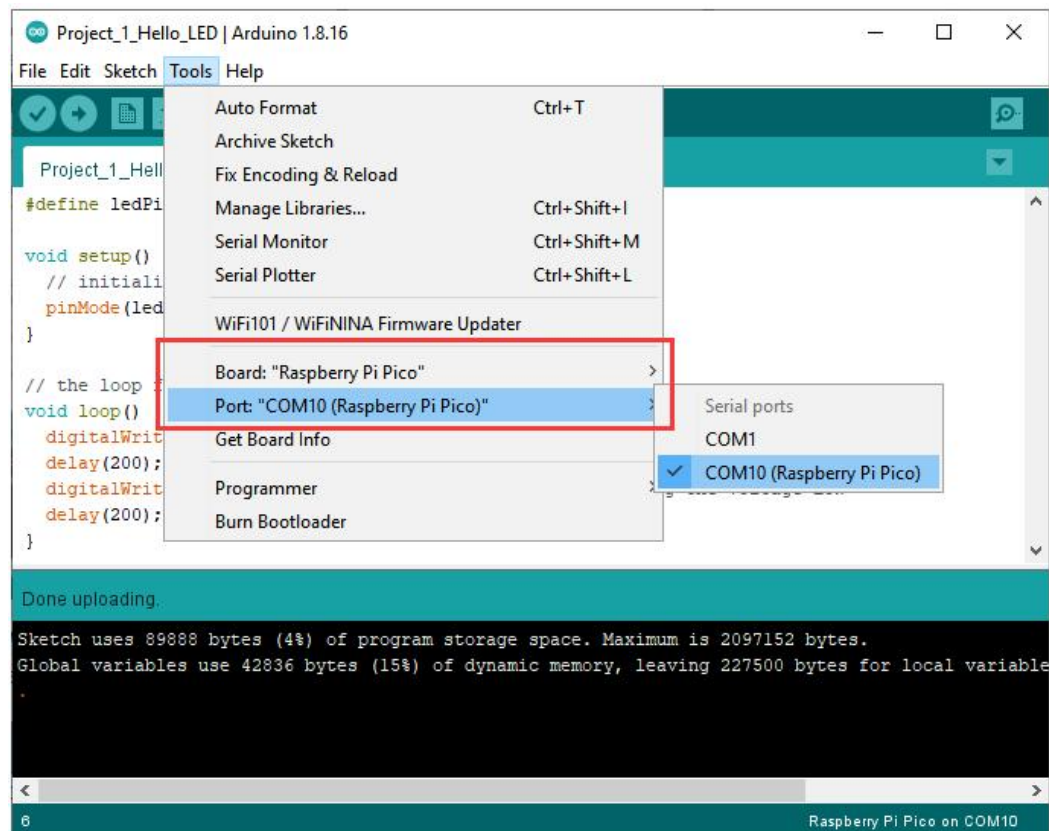 Project_1_Hello_LED | Arduino 1.8.16
File Edit Sketch Tools Help
Auto Format Ctrl+T
Archive Sketch
Fix Encoding & Reload
Manage Libraries... Ctrl+Shift+I
Serial Monitor Ctrl+Shift+M
Serial Plotter Ctrl+Shift+L
WiFi101 / WiFiNINA Firmware Updater
Board: "Raspberry Pi Pico"
Port: "COM10 (Raspberry Pi Pico)"
Get Board Info
Programmer
Burn Bootloader
Serial ports
COM1
COM10 (Raspberry Pi Pico)
Project_1_Hell
#define ledPi
void setup()
// initiali
pinMode(led
}
// the loop f
void loop()
digitalWrit
delay(200);
digitalWrit
delay(200);
}
Done uploading.
Sketch uses 89888 bytes (4%) of program storage space. Maximum is 2097152 bytes.
Global variables use 42836 bytes (15%) of dynamic memory, leaving 227500 bytes for local variable
.
6 Raspberry Pi Pico on COM10